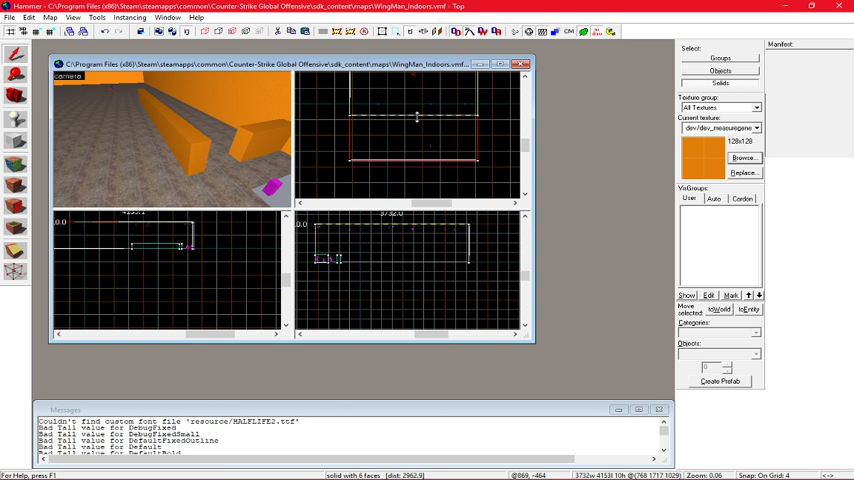 Hammer - [C:\Program Files (x86)\Steam\steamapps\common\Counter-Strike Global Offensive\sdk_content\maps\WingMan_Indoors.vmf - Top
File Edit Map View Tools Instancing Window Help
C:\Program Files (x86)\Steam\steamapps\common\Counter-Strike Global Offensive\sdk_content\maps\WingMan_Indoors.vmf...
camera
3732.0
0.0
0.0
Select:
Groups
Objects
Solids
Texture group:
All Textures
Current texture:
dev/dev_measuregene
128x128
Browse...
Replace...
VisGroups:
User Auto Cordon
Show Edit Mark
Move selected:
toWorld toEntity
Categories:
Objects:
0
Create Prefab
Manifest:
Messages
Couldn't find custom font file 'resource/HALFLIFE2.ttf'
Bad Tall value for DebugFixed
Bad Tall value for DebugFixedSmall
Bad Tall value for DefaultFixedOutline
Bad Tall value for Default
Bad Tall value for DefaultBold
For Help, press F1
solid with 6 faces [dist: 2962.9]
@869, -464
3732w 4153l 10h @(768 1717 1029)
Zoom: 0.06
Snap: On Grid: 4
<->